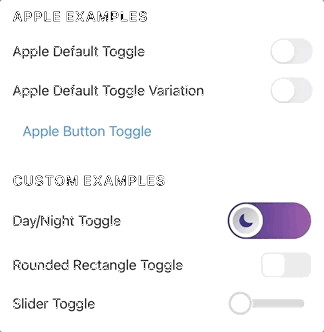 APPLE EXAMPLES
Apple Default Toggle
Apple Default Toggle Variation
Apple Button Toggle
CUSTOM EXAMPLES
Day/Night Toggle
Rounded Rectangle Toggle
Slider Toggle